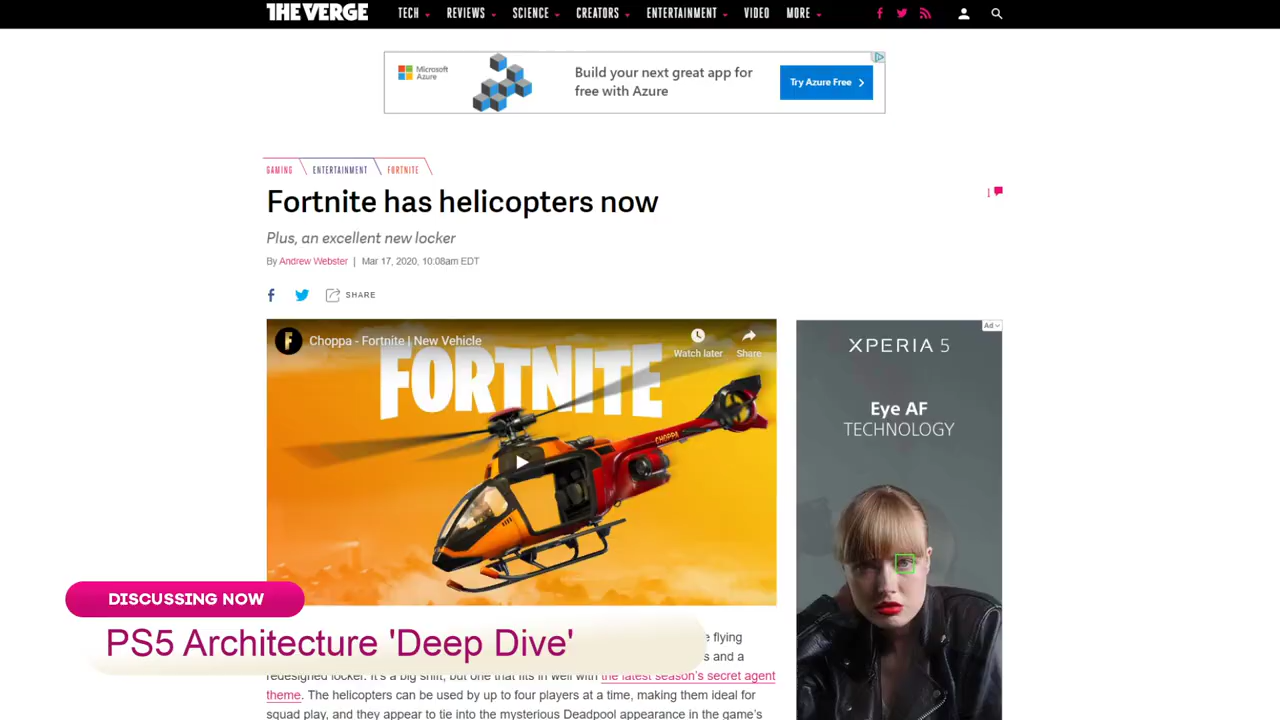 THE VERGE
TECH REVIEWS SCIENCE CREATORS ENTERTAINMENT VIDEO MORE
Microsoft
Azure
Build your next great app for
free with Azure
Try Azure Free
GAMING ENTERTAINMENT FORTNITE
Fortnite has helicopters now
1
Plus, an excellent new locker
By Andrew Webster | Mar 17, 2020, 10:08am EDT
SHARE
Choppa - Fortnite | New Vehicle
Watch later
Share
FORTNITE
CHOPPA
Ad
XPERIA 5
Eye AF
TECHNOLOGY
DISCUSSING NOW
PS5 Architecture 'Deep Dive'
e flying
s and a
redesigned locker. It's a big shift, but one that fits in well with the latest season's secret agent
theme. The helicopters can be used by up to four players at a time, making them ideal for
squad play, and they appear to tie into the mysterious Deadpool appearance in the game's